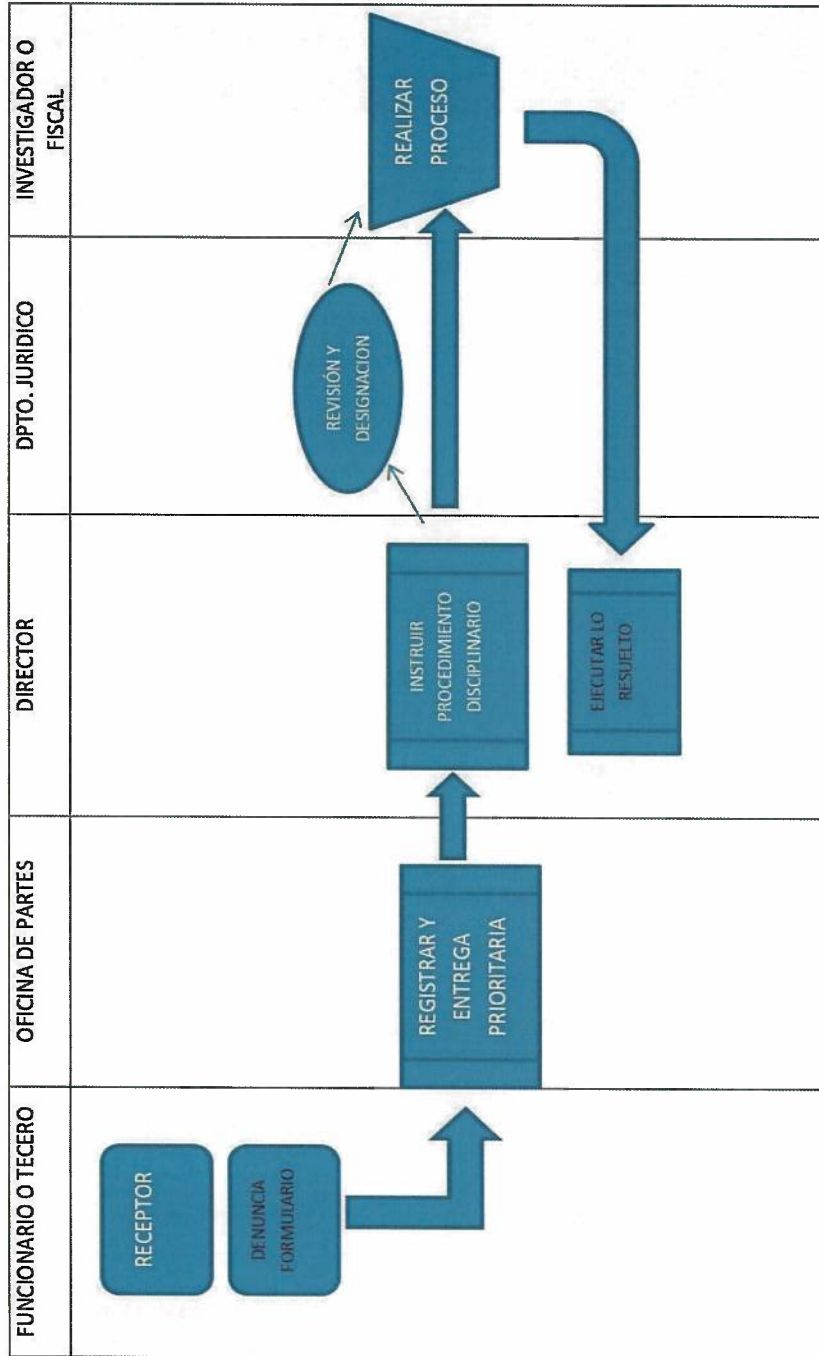 FUNCIONARIO O TECERO
OFICINA DE PARTES
DIRECTOR
DPTO. JURIDICO
INVESTIGADOR O
FISCAL
RECEPTOR
DENUNCIA
FORMULARIO
REGISTRAR Y
ENTREGA
PRIORITARIA
INSTRUIR
PROCEDIMIENTO
DISCIPLINARIO
REVISIÓN Y
DESIGNACION
REALIZAR
PROCESO
EJECUTAR LO
RESUELTO